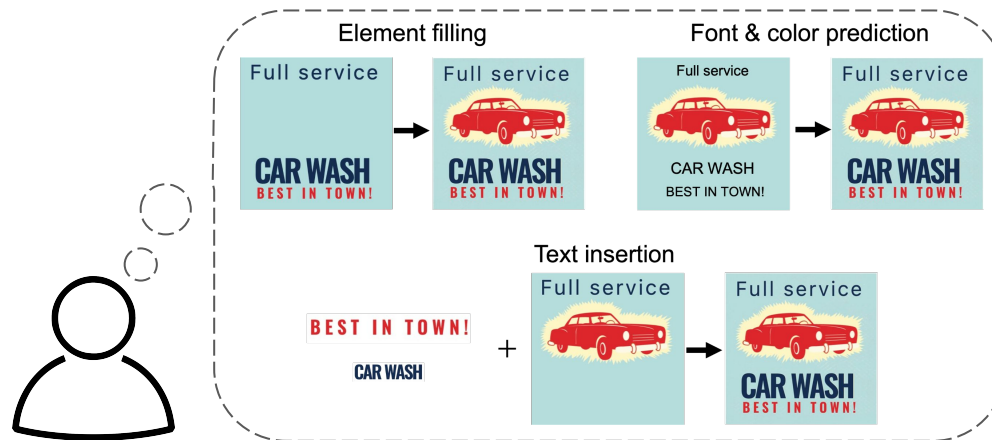 Element filling
Font & color prediction
Full service
CAR WASH
BEST IN TOWN!
Full service
CAR WASH
BEST IN TOWN!
Full service
CAR WASH
BEST IN TOWN!
Full service
CAR WASH
BEST IN TOWN!
Text insertion
BEST IN TOWN!
CAR WASH
+
Full service
Full service
CAR WASH
BEST IN TOWN!